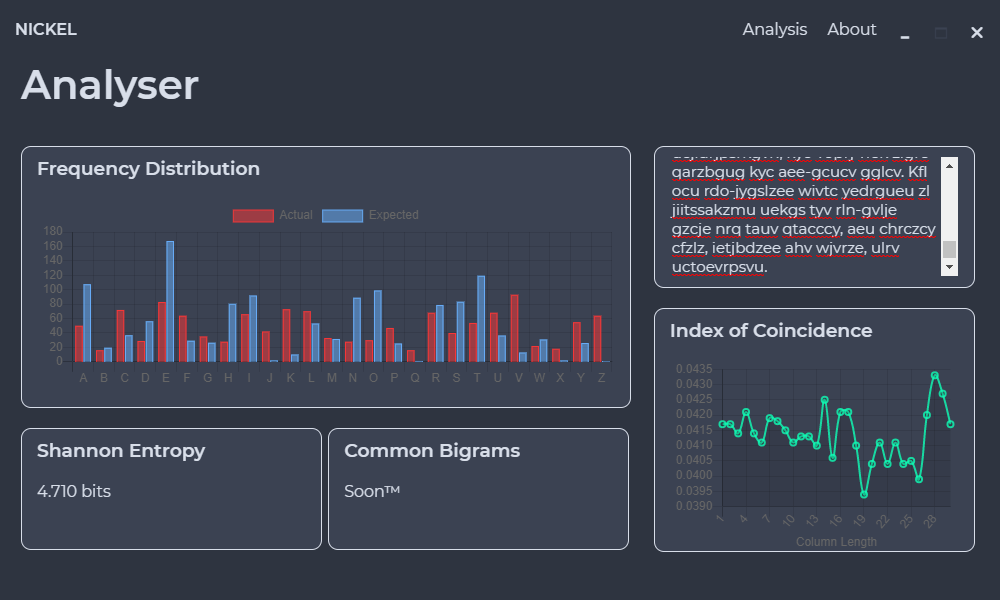 NICKEL
Analysis About
Analyser
Frequency Distribution
Actual Expected
180
160
140
120
100
80
60
40
20
0
A B C D E F G H I J K L M N O P Q R S T U V W X Y Z
Shannon Entropy
4.710 bits
Common Bigrams
Soon™
qarzbgug kyc aee-gcucv gglcv. Kfl
ocu rdo-jygslzee wivtc yedrgueu zl
jiitssakzmu uekgs tyv rln-gvlje
gzcje nrq tauv qtacccy, aeu chrczcy
cfzlz, ietjbdzee ahv wjvrze, ulrv
uctoevrpsvu.
Index of Coincidence
0.0435
0.0430
0.0425
0.0420
0.0415
0.0410
0.0405
0.0400
0.0395
0.0390
1 4 7 10 13 16 19 22 25 28
Column Length